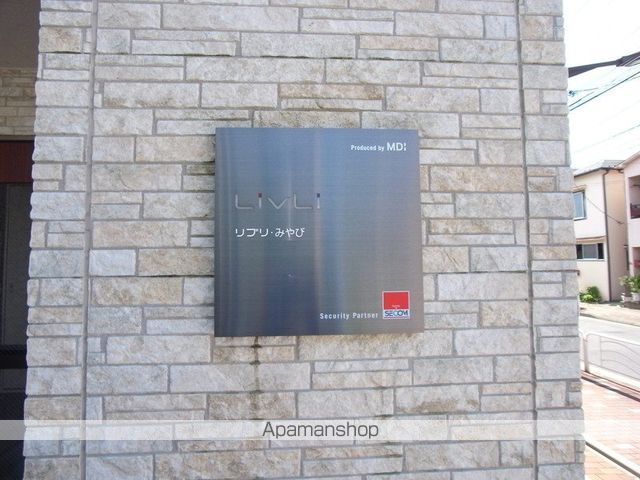 Produced by MDI
LivLi
リブリ・みやび
Security Partner
SECOM
Apamanshop